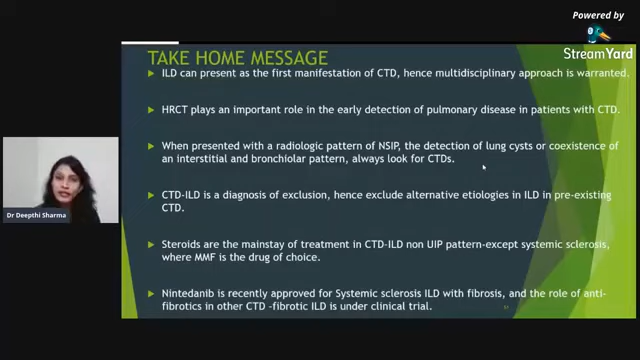 Powered by
StreamYard
TAKE HOME MESSAGE
ILD can present as the first manifestation of CTD, hence multidisciplinary approach is warranted.
HRCT plays an important role in the early detection of pulmonary disease in patients with CTD.
When presented with a radiologic pattern of NSIP, the detection of lung cysts or coexistence of
an interstitial and bronchiolar pattern, always look for CTDs.
CTD-ILD is a diagnosis of exclusion, hence exclude alternative etiologies in ILD in pre-existing
CTD.
Steroids are the mainstay of treatment in CTD-ILD non UIP pattern-except systemic sclerosis,
where MMF is the drug of choice.
Nintedanib is recently approved for Systemic sclerosis ILD with fibrosis, and the role of anti-
fibrotics in other CTD -fibrotic ILD is under clinical trial.
Dr Deepthi Sharma